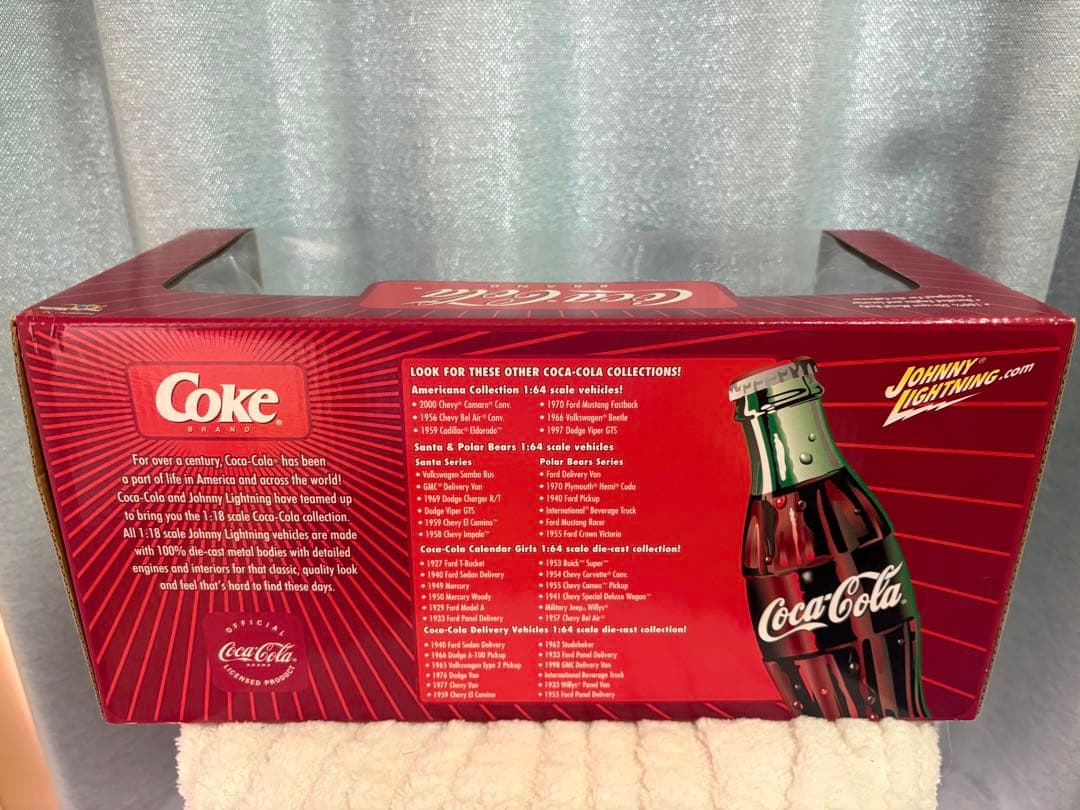 Coca-Cola
BRAND
Coke®
BRAND
For over a century, Coca-Cola® has been
a part of life in America and across the world!
Coca-Cola and Johnny Lightning have teamed up
to bring you the 1:18 scale Coca-Cola collection.
All 1:18 scale Johnny Lightning vehicles are made
with 100% die-cast metal bodies with detailed
engines and interiors for that classic, quality look
and feel that's hard to find these days.
OFFICIAL
Coca-Cola®
BRAND
LICENSED PRODUCT
LOOK FOR THESE OTHER COCA-COLA COLLECTIONS!
Americana Collection 1:64 scale vehicles!
• 2000 Chevy® Camaro® Conv.
• 1956 Chevy Bel Air® Conv.
• 1959 Cadillac® Eldorado™
• 1970 Ford Mustang Fastback
• 1966 Volkswagen® Beetle
• 1997 Dodge Viper GTS
Santa & Polar Bears 1:64 scale vehicles
Santa Series
• Volkswagen Samba Bus
• GMC® Delivery Van
• 1969 Dodge Charger R/T
• Dodge Viper GTS
• 1959 Chevy El Camino™
• 1958 Chevy Impala™
Polar Bears Series
• Ford Delivery Van
• 1970 Plymouth® Hemi® Cuda
• 1940 Ford Pickup
• International® Beverage Truck
• Ford Mustang Racer
• 1955 Ford Crown Victoria
Coca-Cola Calendar Girls 1:64 scale die-cast collection!
• 1927 Ford T-Bucket
• 1940 Ford Sedan Delivery
• 1949 Mercury
• 1950 Mercury Woody
• 1929 Ford Model A
• 1933 Ford Panel Delivery
• 1953 Buick™ Super™
• 1954 Chevy Corvette® Conv.
• 1955 Chevy Cameo™ Pickup
• 1941 Chevy Special Deluxe Wagon™
• Military Jeep® Willys®
• 1957 Chevy Bel Air®
Coca-Cola Delivery Vehicles 1:64 scale die-cast collection!
• 1940 Ford Sedan Delivery
• 1966 Dodge A-100 Pickup
• 1965 Volkswagen Type 2 Pickup
• 1976 Dodge Van
• 1977 Chevy Van
• 1959 Chevy El Camino
• 1962 Studebaker
• 1933 Ford Panel Delivery
• 1998 GMC Delivery Van
• International Beverage Truck
• 1933 Willys® Panel Van
• 1955 Ford Panel Delivery
Coca-Cola®
JOHNNY®
LIGHTNING.com